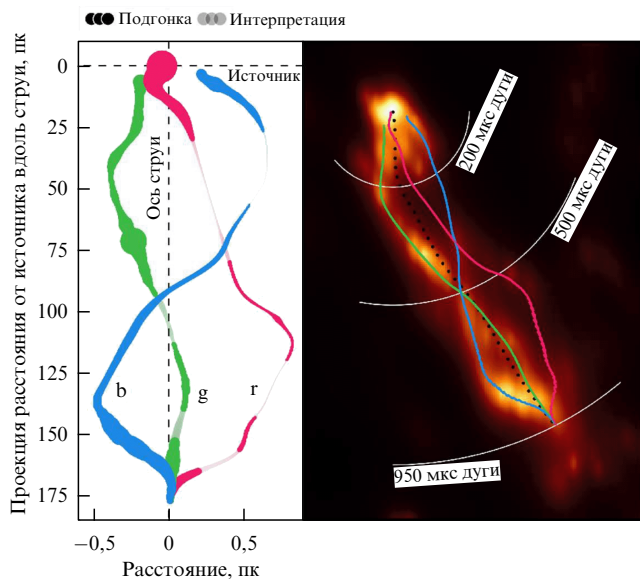 Подгонка Интерпретация
Проекция расстояния от источника вдоль струи, пк
0
25
50
75
100
125
150
175
Источник
Ось струи
b
g
r
–0,5
0
0,5
Расстояние, пк
200 мкс дуги
500 мкс дуги
950 мкс дуги